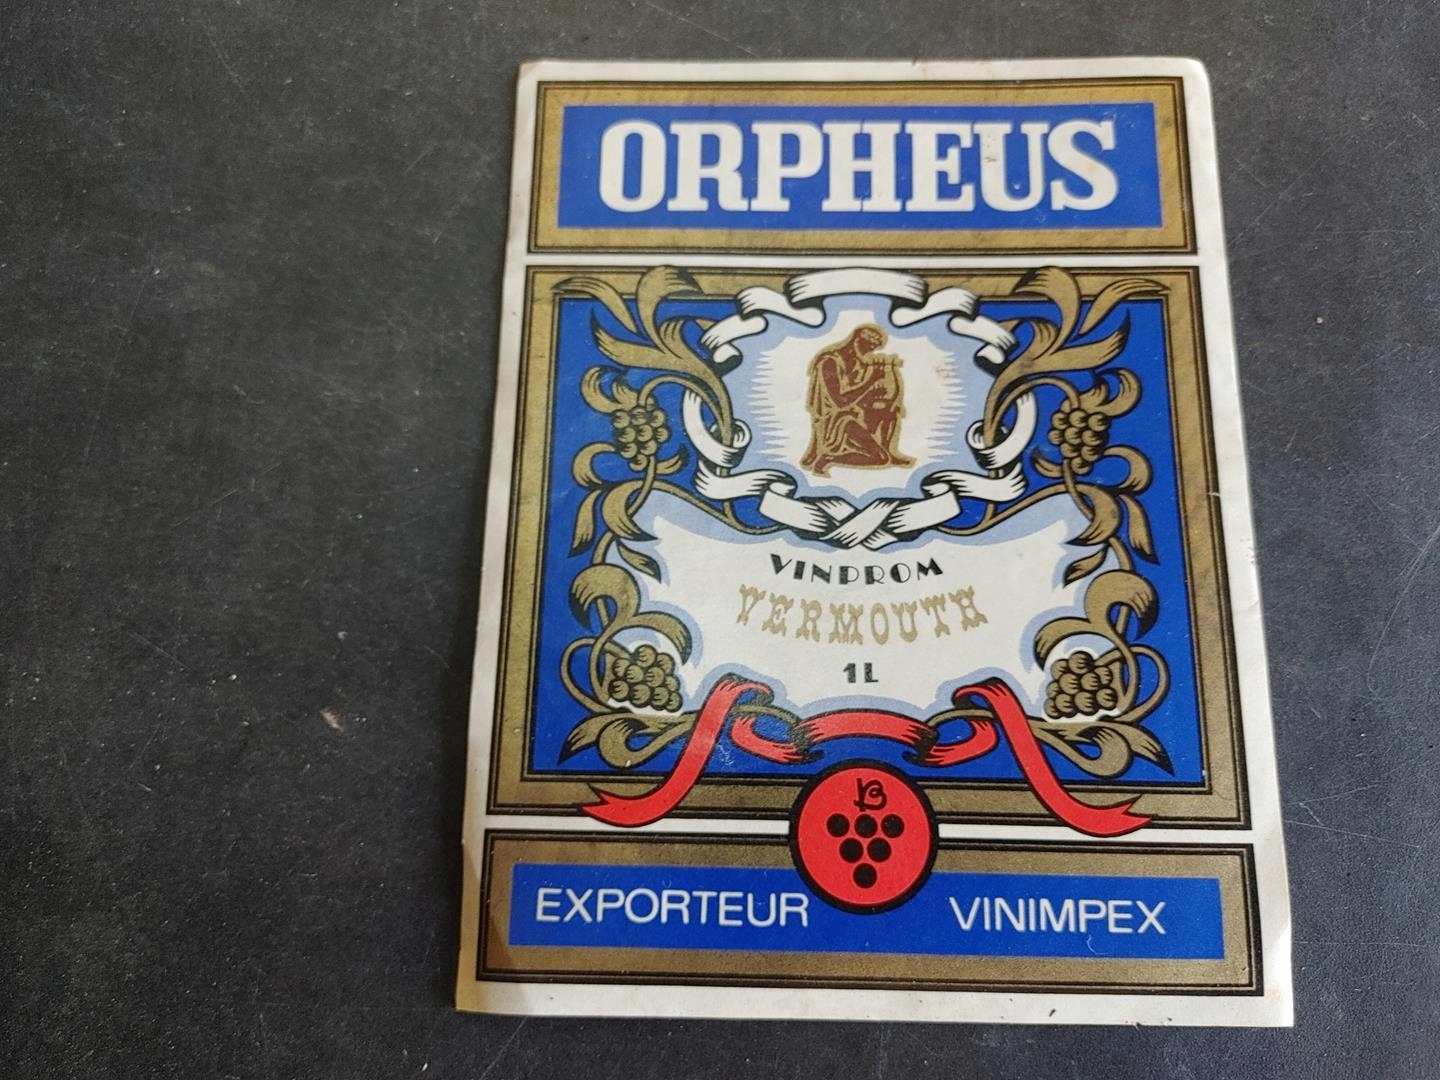 ORPHEUS
VINPROM
VERMOUTH
1L
B
EXPORTEUR VINIMPEX